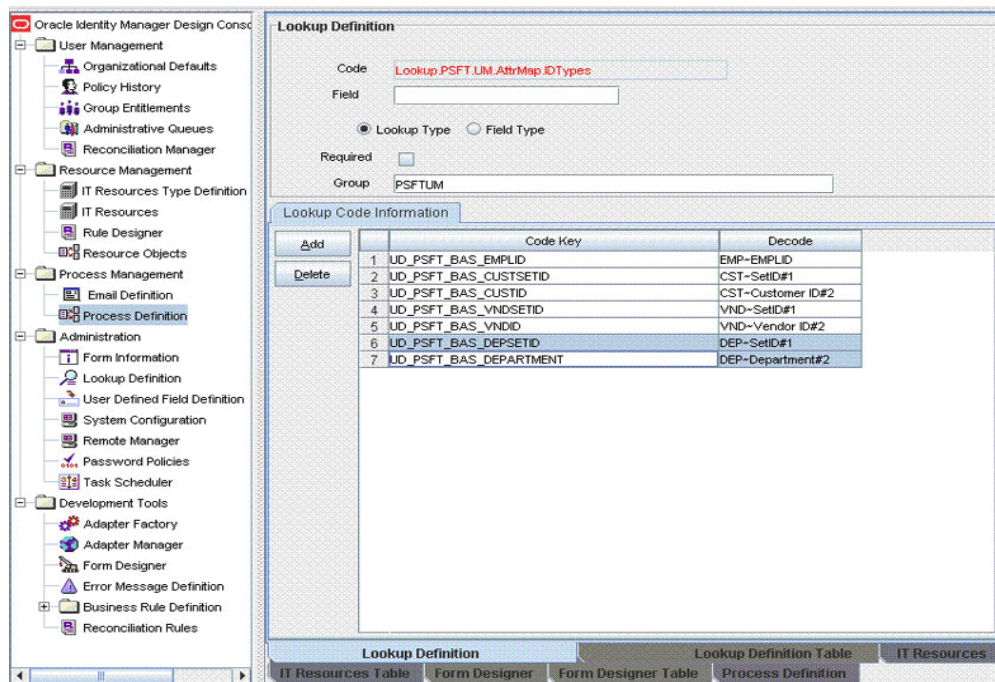 Oracle Identity Manager Design Conso
User Management
Organizational Defaults
Policy History
Group Entitlements
Administrative Queues
Reconciliation Manager
Resource Management
IT Resources Type Definition
IT Resources
Rule Designer
Resource Objects
Process Management
Email Definition
Process Definition
Administration
Form Information
Lookup Definition
User Defined Field Definition
System Configuration
Remote Manager
Password Policies
Task Scheduler
Development Tools
Adapter Factory
Adapter Manager
Form Designer
Error Message Definition
Business Rule Definition
Reconciliation Rules
Lookup Definition
Code Lookup.PSFT.UM.AttrMap.IDTypes
Field
Lookup Type Field Type
Required
Group PSFTUM
Lookup Code Information
Add
Delete
Code Key Decode
1 UD_PSFT_BAS_EMPLID EMP~EMPLID
2 UD_PSFT_BAS_CUSTSETID CST~SetID#1
3 UD_PSFT_BAS_CUSTID CST~Customer ID#2
4 UD_PSFT_BAS_VNDSETID VND~SetID#1
5 UD_PSFT_BAS_VNDID VND~Vendor ID#2
6 UD_PSFT_BAS_DEPSETID DEP~SetID#1
7 UD_PSFT_BAS_DEPARTMENT DEP~Department#2
Lookup Definition Lookup Definition Table IT Resources
IT Resources Table Form Designer Form Designer Table Process Definition